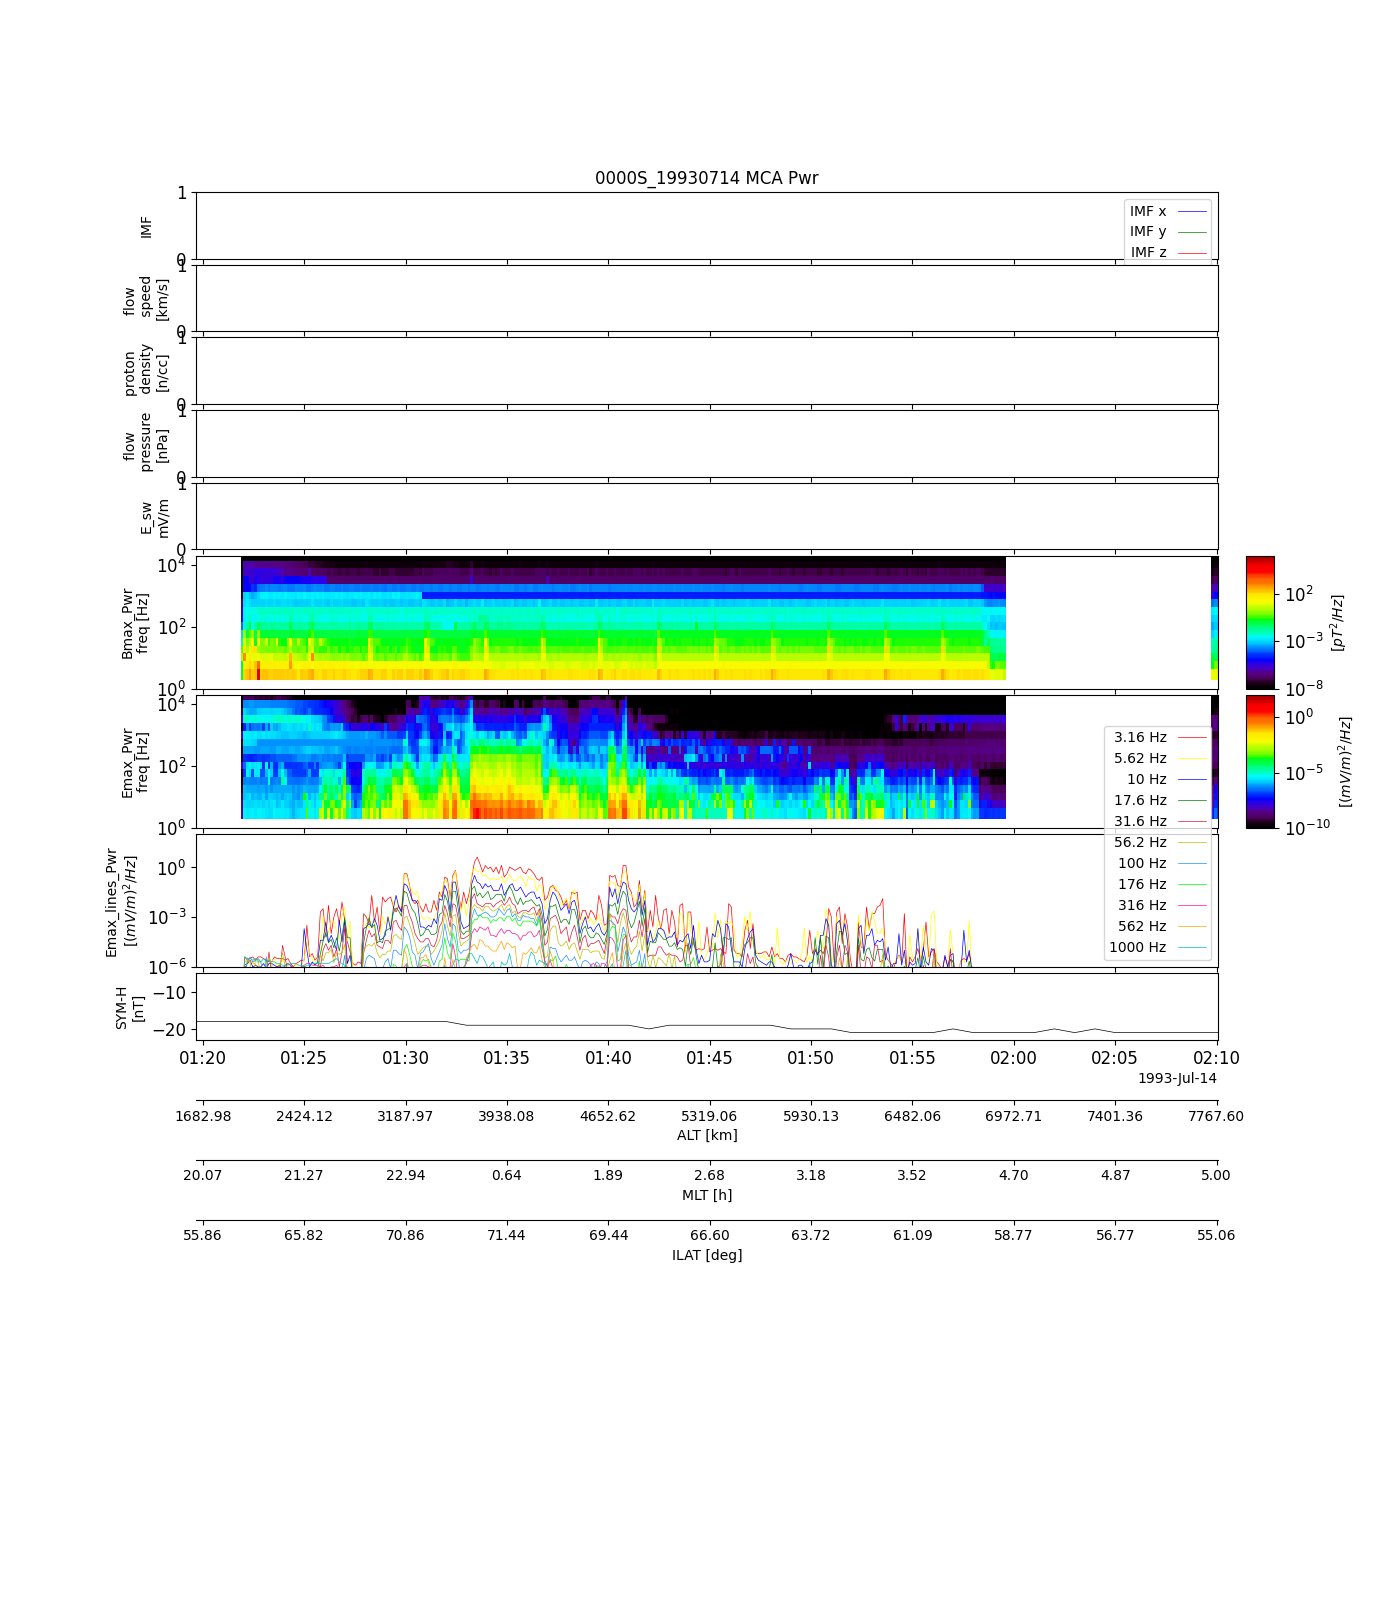 0000S_19930714 MCA Pwr
1
0
IMF
IMF x
IMF y
IMF z
1
0
flow
speed
[km/s]
1
0
proton
density
[n/cc]
1
0
flow
pressure
[nPa]
1
0
E_sw
mV/m
10^4
10^2
10^0
Bmax_Pwr
freq [Hz]
10^2
10^-3
10^-8
[pT^2/Hz]
10^4
10^2
10^0
Emax_Pwr
freq [Hz]
10^0
10^-5
10^-10
[(mV/m)^2/Hz]
3.16 Hz
5.62 Hz
10 Hz
17.6 Hz
31.6 Hz
56.2 Hz
100 Hz
176 Hz
316 Hz
562 Hz
1000 Hz
10^0
10^-3
10^-6
Emax_lines_Pwr
[(mV/m)^2/Hz]
−10
−20
SYM-H
[nT]
01:20 01:25 01:30 01:35 01:40 01:45 01:50 01:55 02:00 02:05 02:10
1993-Jul-14
1682.98 2424.12 3187.97 3938.08 4652.62 5319.06 5930.13 6482.06 6972.71 7401.36 7767.60
ALT [km]
20.07 21.27 22.94 0.64 1.89 2.68 3.18 3.52 4.70 4.87 5.00
MLT [h]
55.86 65.82 70.86 71.44 69.44 66.60 63.72 61.09 58.77 56.77 55.06
ILAT [deg]